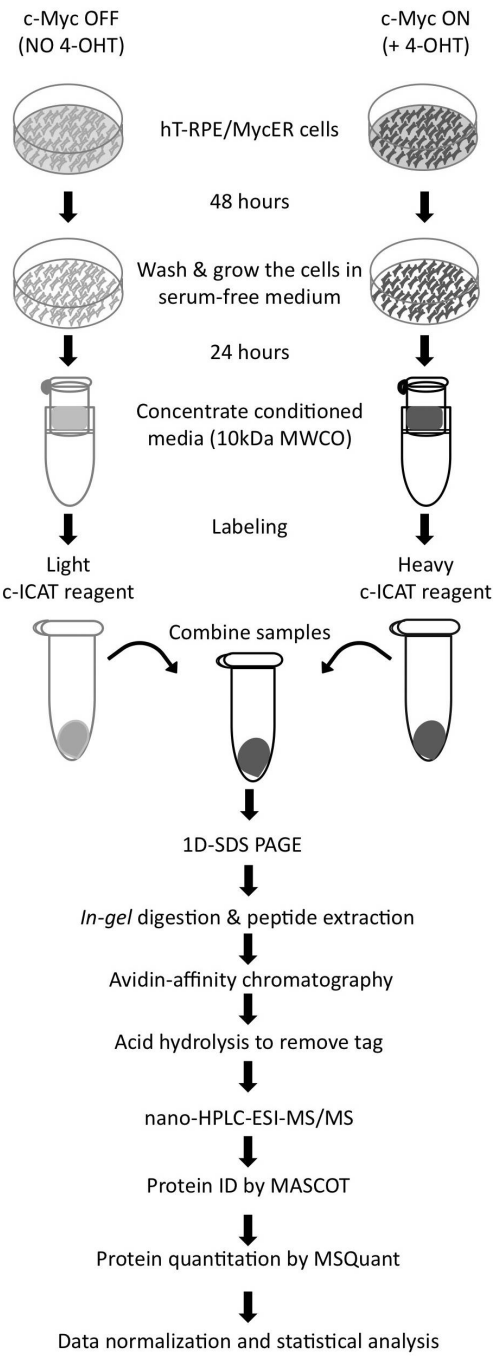 c-Myc OFF
(NO 4-OHT)
c-Myc ON
(+ 4-OHT)
hT-RPE/MycER cells
48 hours
Wash & grow the cells in
serum-free medium
24 hours
Concentrate conditioned
media (10kDa MWCO)
Labeling
Light
c-ICAT reagent
Heavy
c-ICAT reagent
Combine samples
1D-SDS PAGE
In-gel digestion & peptide extraction
Avidin-affinity chromatography
Acid hydrolysis to remove tag
nano-HPLC-ESI-MS/MS
Protein ID by MASCOT
Protein quantitation by MSQuant
Data normalization and statistical analysis